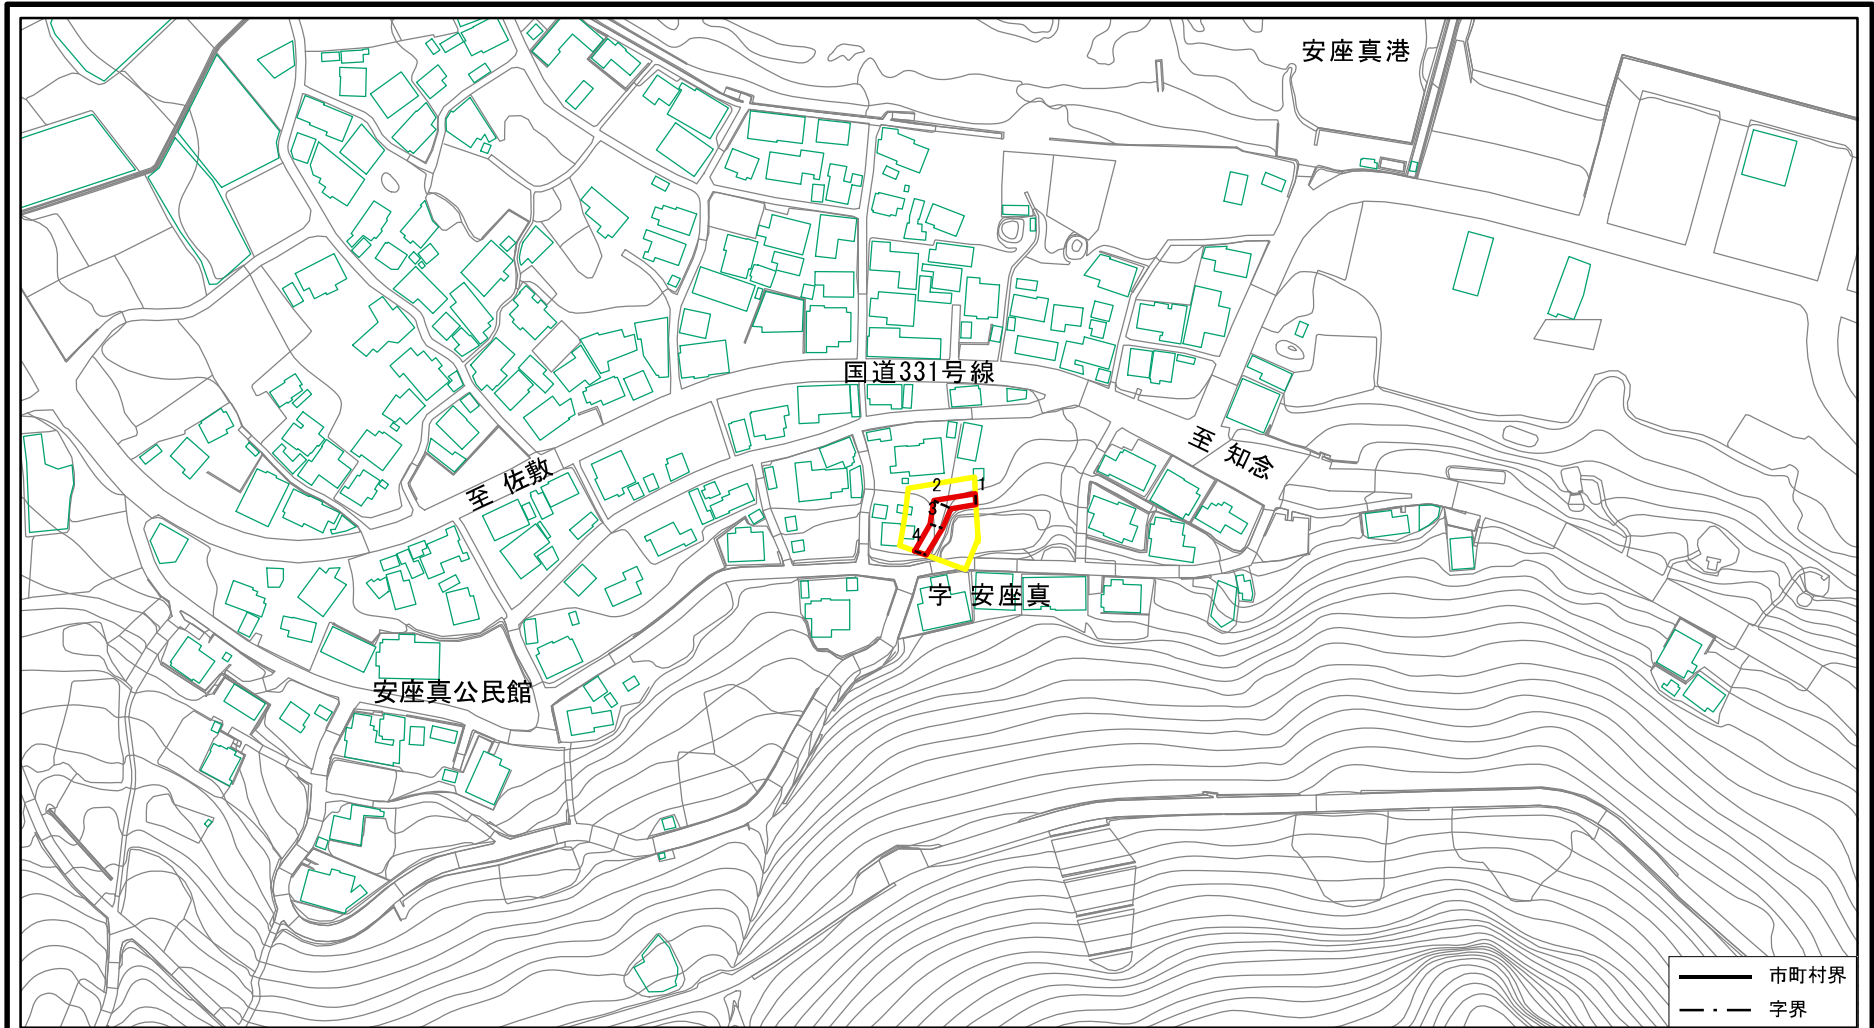 安座真港
国道331号線
至 知念
至 佐敷
2
1
3
4
字 安座真
安座真公民館
市町村界
字界